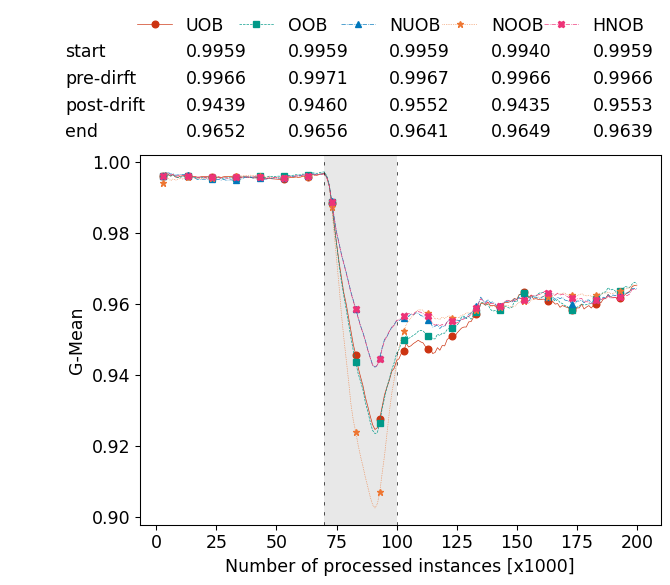 UOB OOB NUOB NOOB HNOB
start 0.9959 0.9959 0.9959 0.9940 0.9959
pre-dirft 0.9966 0.9971 0.9967 0.9966 0.9966
post-drift 0.9439 0.9460 0.9552 0.9435 0.9553
end 0.9652 0.9656 0.9641 0.9649 0.9639
1.00
0.98
0.96
0.94
0.92
0.90
G-Mean
0 25 50 75 100 125 150 175 200
Number of processed instances [x1000]